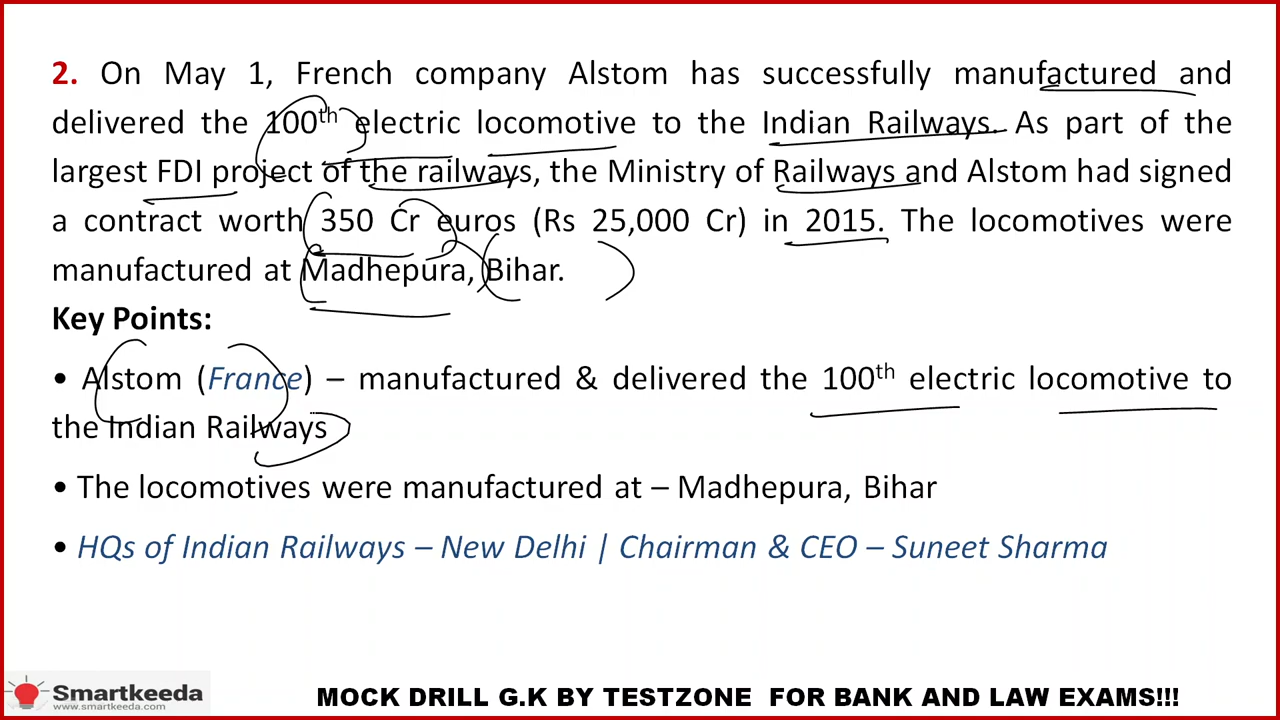 2. On May 1, French company Alstom has successfully manufactured and
delivered the 100th electric locomotive to the Indian Railways. As part of the
largest FDI project of the railways, the Ministry of Railways and Alstom had signed
a contract worth 350 Cr euros (Rs 25,000 Cr) in 2015. The locomotives were
manufactured at Madhepura, Bihar.
Key Points:
• Alstom (France) – manufactured & delivered the 100th electric locomotive to
the Indian Railways
• The locomotives were manufactured at – Madhepura, Bihar
• HQs of Indian Railways – New Delhi | Chairman & CEO – Suneet Sharma
Smartkeeda
www.smartkeeda.com
MOCK DRILL G.K BY TESTZONE FOR BANK AND LAW EXAMS!!!